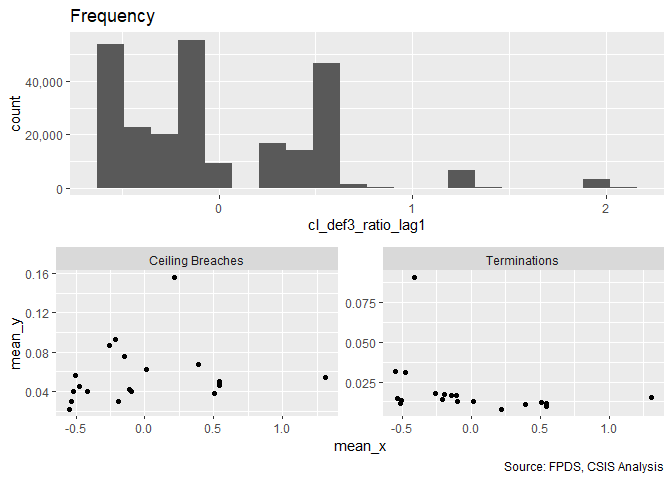 Frequency
count
40,000
20,000
0
0
1
2
cl_def3_ratio_lag1
Ceiling Breaches
Terminations
mean_y
0.16
0.12
0.08
0.04
0.075
0.050
0.025
-0.5
0.0
0.5
1.0
-0.5
0.0
0.5
1.0
mean_x
Source: FPDS, CSIS Analysis